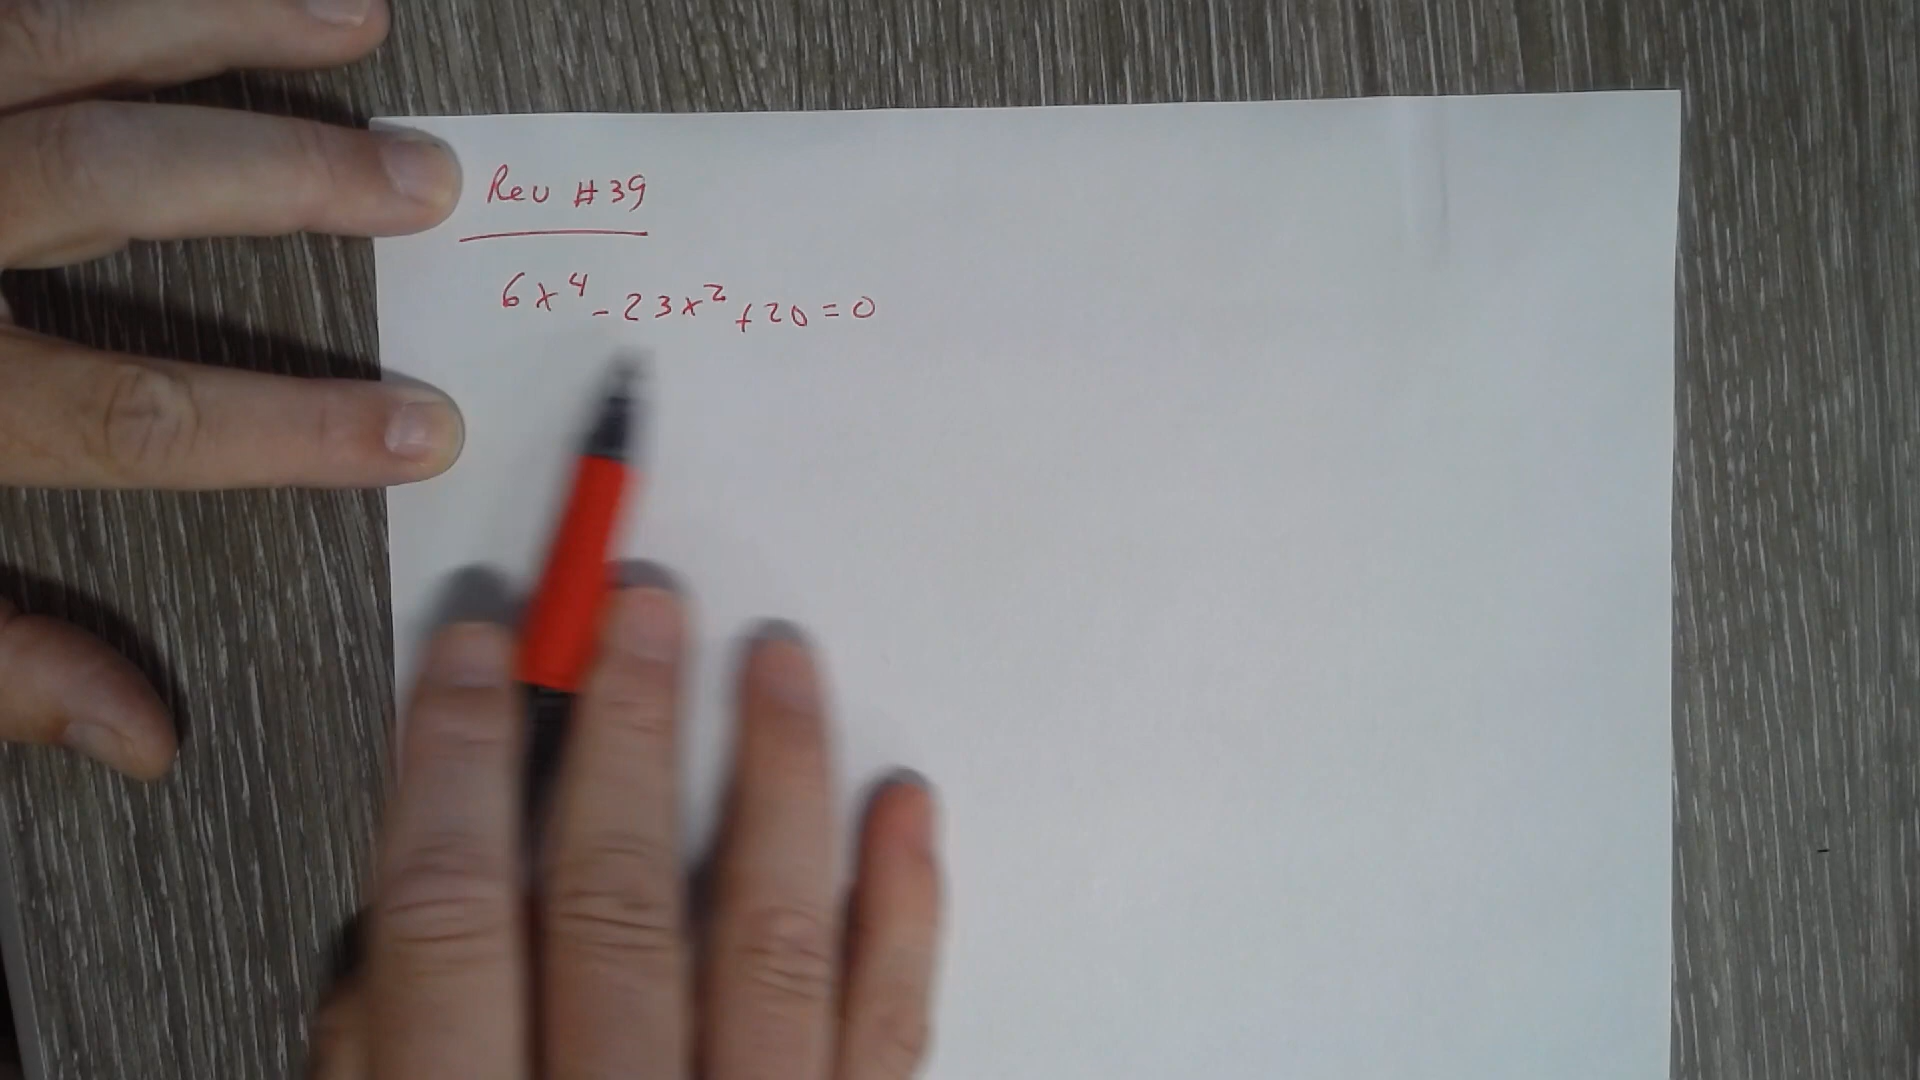 Rev #39
6x⁴ - 23x² + 20 = 0